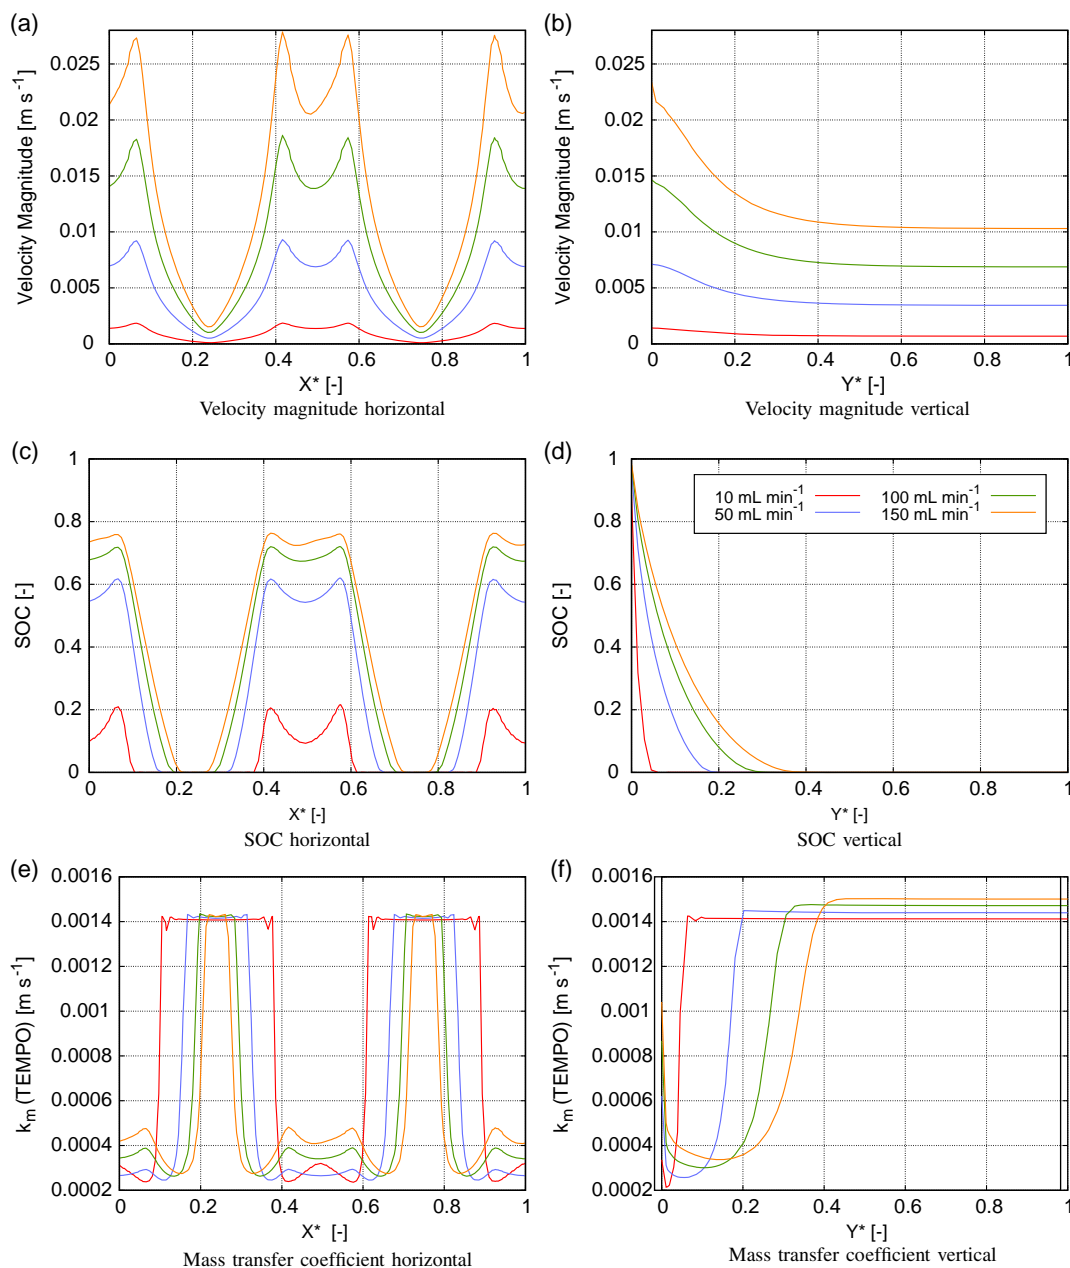 (a)
0.025
0.02
0.015
0.01
0.005
0
Velocity Magnitude [m s⁻¹]
0 0.2 0.4 0.6 0.8 1
X* [-]
Velocity magnitude horizontal
(b)
0.025
0.02
0.015
0.01
0.005
0
Velocity Magnitude [m s⁻¹]
0 0.2 0.4 0.6 0.8 1
Y* [-]
Velocity magnitude vertical
(c)
1
0.8
0.6
0.4
0.2
0
SOC [-]
0 0.2 0.4 0.6 0.8 1
X* [-]
SOC horizontal
(d)
1
0.8
0.6
0.4
0.2
0
SOC [-]
10 mL min⁻¹ 100 mL min⁻¹
50 mL min⁻¹ 150 mL min⁻¹
0 0.2 0.4 0.6 0.8 1
Y* [-]
SOC vertical
(e)
0.0016
0.0014
0.0012
0.001
0.0008
0.0006
0.0004
0.0002
k_m (TEMPO) [m s⁻¹]
0 0.2 0.4 0.6 0.8 1
X* [-]
Mass transfer coefficient horizontal
(f)
0.0016
0.0014
0.0012
0.001
0.0008
0.0006
0.0004
0.0002
k_m (TEMPO) [m s⁻¹]
0 0.2 0.4 0.6 0.8 1
Y* [-]
Mass transfer coefficient vertical